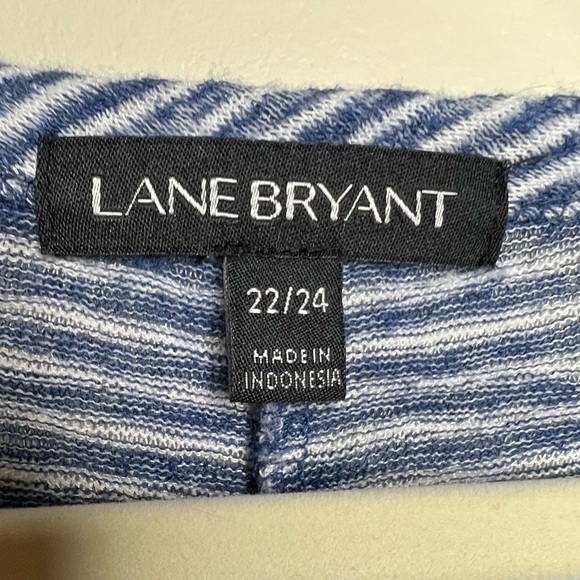 LANE BRYANT
22/24
MADE IN
INDONESIA